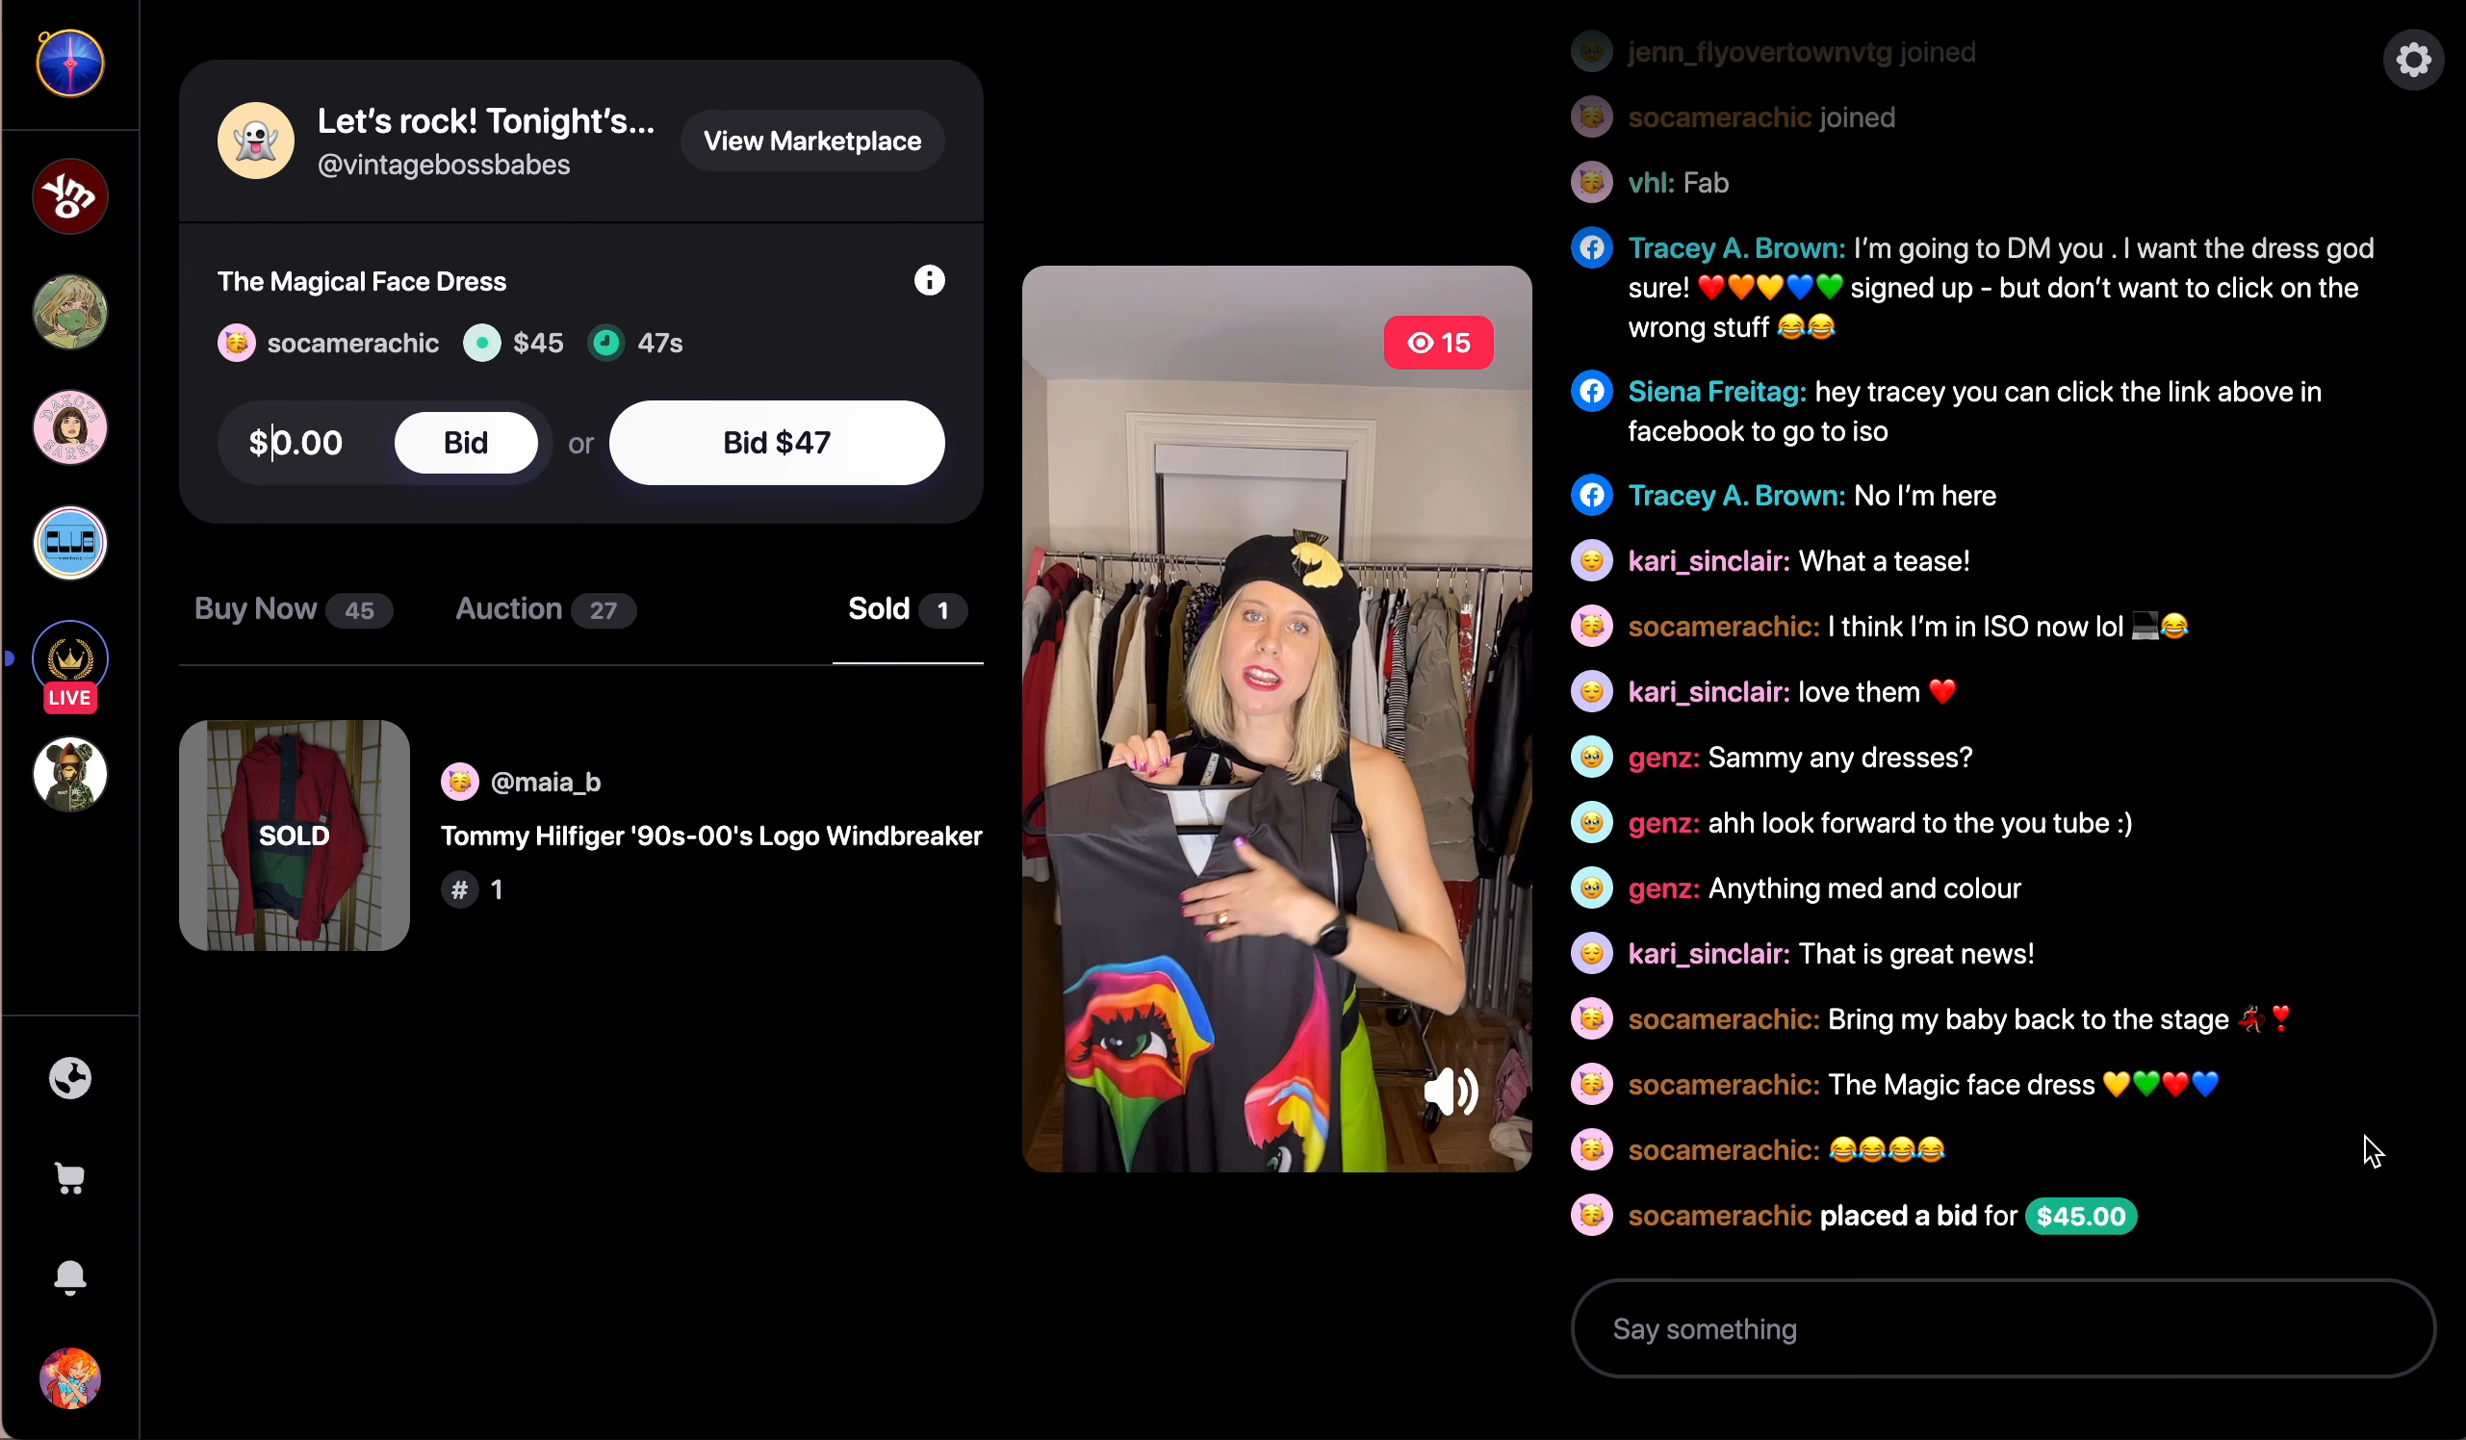 YMO
DAKOTA
BAREE
CLUB
VINTAGE
LIVE
Let's rock! Tonight's...
@vintagebossbabes
View Marketplace
The Magical Face Dress
socamerachic $45 47s
$0.00 Bid or Bid $47
Buy Now 45 Auction 27 Sold 1
SOLD
@maia_b
Tommy Hilfiger '90s-00's Logo Windbreaker
# 1
15
jenn_flyovertownvtg joined
socamerachic joined
vhl: Fab
Tracey A. Brown: I'm going to DM you . I want the dress god
sure! ❤️🧡💛💙💚 signed up - but don't want to click on the
wrong stuff 😂😂
Siena Freitag: hey tracey you can click the link above in
facebook to go to iso
Tracey A. Brown: No I'm here
kari_sinclair: What a tease!
socamerachic: I think I'm in ISO now lol 💻😂
kari_sinclair: love them ❤️
genz: Sammy any dresses?
genz: ahh look forward to the you tube :)
genz: Anything med and colour
kari_sinclair: That is great news!
socamerachic: Bring my baby back to the stage 💃❣️
socamerachic: The Magic face dress 💛💚❤️💙
socamerachic: 😂😂😂😂
socamerachic placed a bid for $45.00
Say something